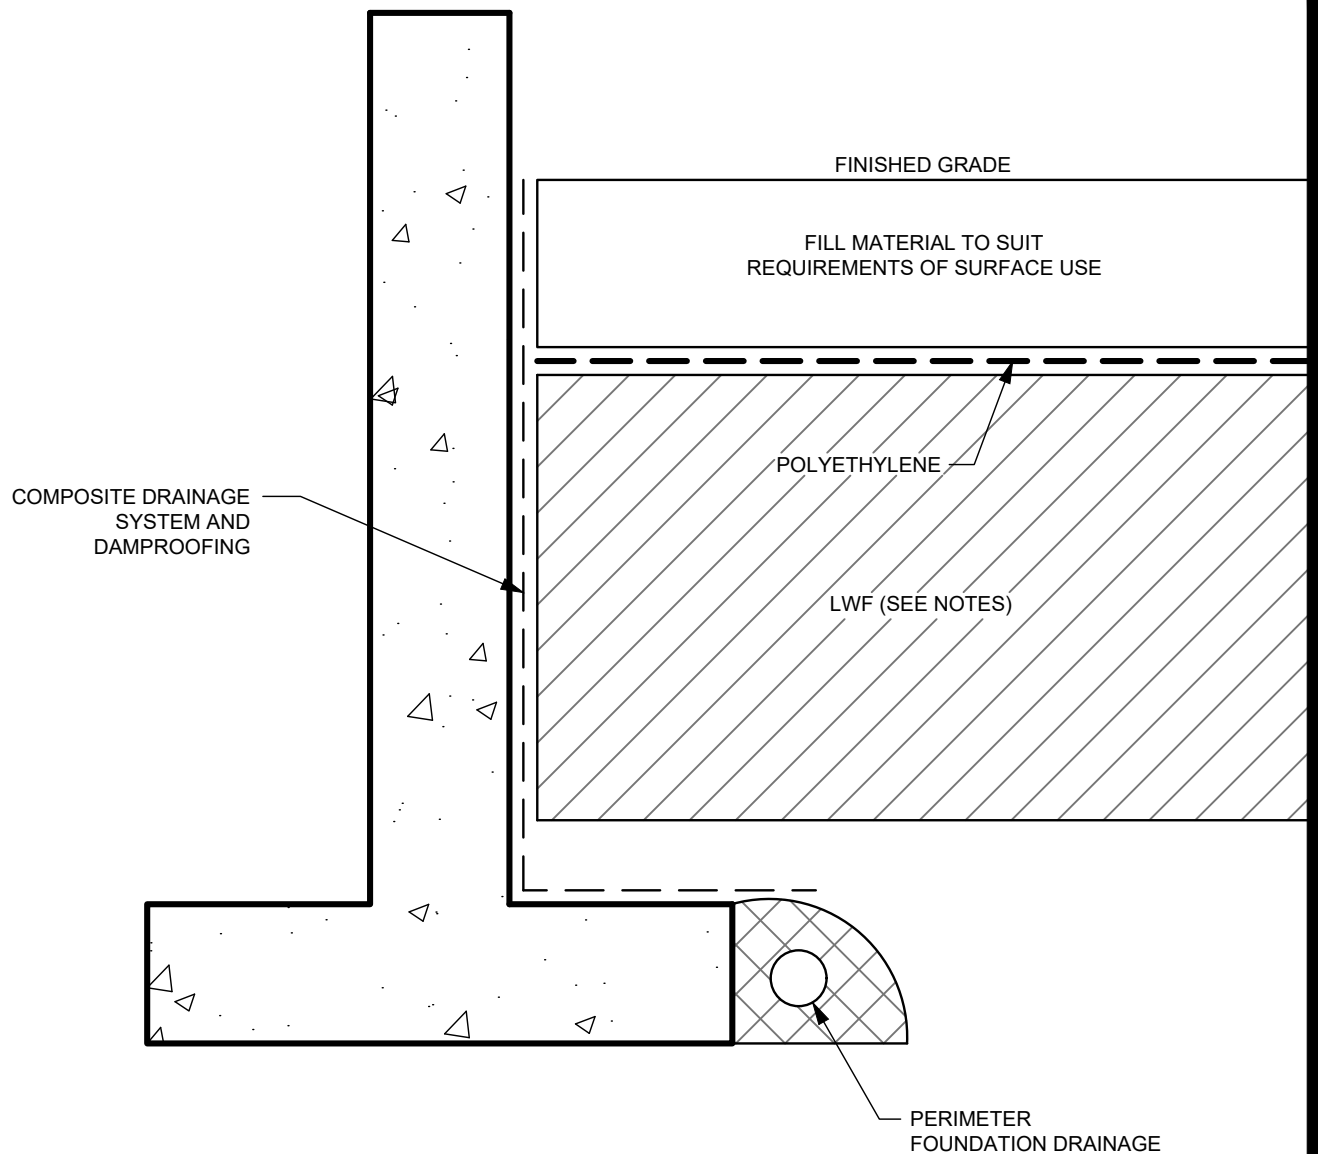 FINISHED GRADE
FILL MATERIAL TO SUIT
REQUIREMENTS OF SURFACE USE
POLYETHYLENE
COMPOSITE DRAINAGE
SYSTEM AND
DAMPROOFING
LWF (SEE NOTES)
PERIMETER
FOUNDATION DRAINAGE